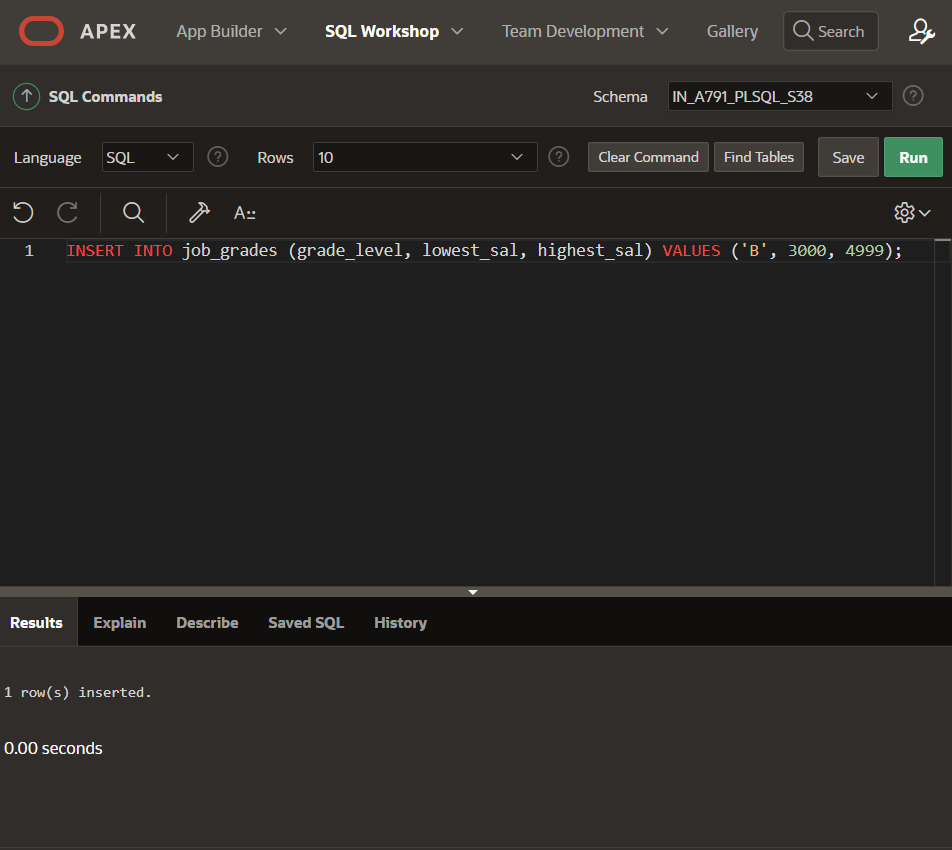 APEX App Builder SQL Workshop Team Development Gallery Search
SQL Commands Schema IN_A791_PLSQL_S38 ?
Language SQL ? Rows 10 ? Clear Command Find Tables Save Run
A::
1 INSERT INTO job_grades (grade_level, lowest_sal, highest_sal) VALUES ('B', 3000, 4999);
Results Explain Describe Saved SQL History
1 row(s) inserted.
0.00 seconds